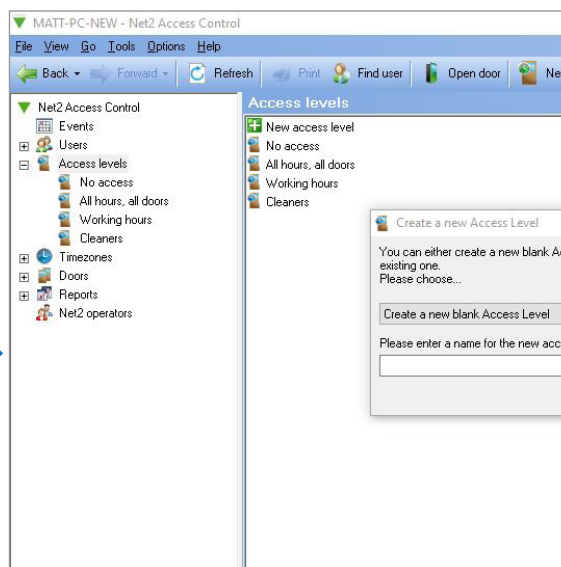 MATT-PC-NEW - Net2 Access Control
File View Go Tools Options Help
Back Forward Refresh Print Find user Open door Ne
Net2 Access Control
Events
Users
Access levels
No access
All hours, all doors
Working hours
Cleaners
Timezones
Doors
Reports
Net2 operators
Access levels
New access level
No access
All hours, all doors
Working hours
Cleaners
Create a new Access Level
You can either create a new blank Ac
existing one.
Please choose...
Create a new blank Access Level
Please enter a name for the new acc